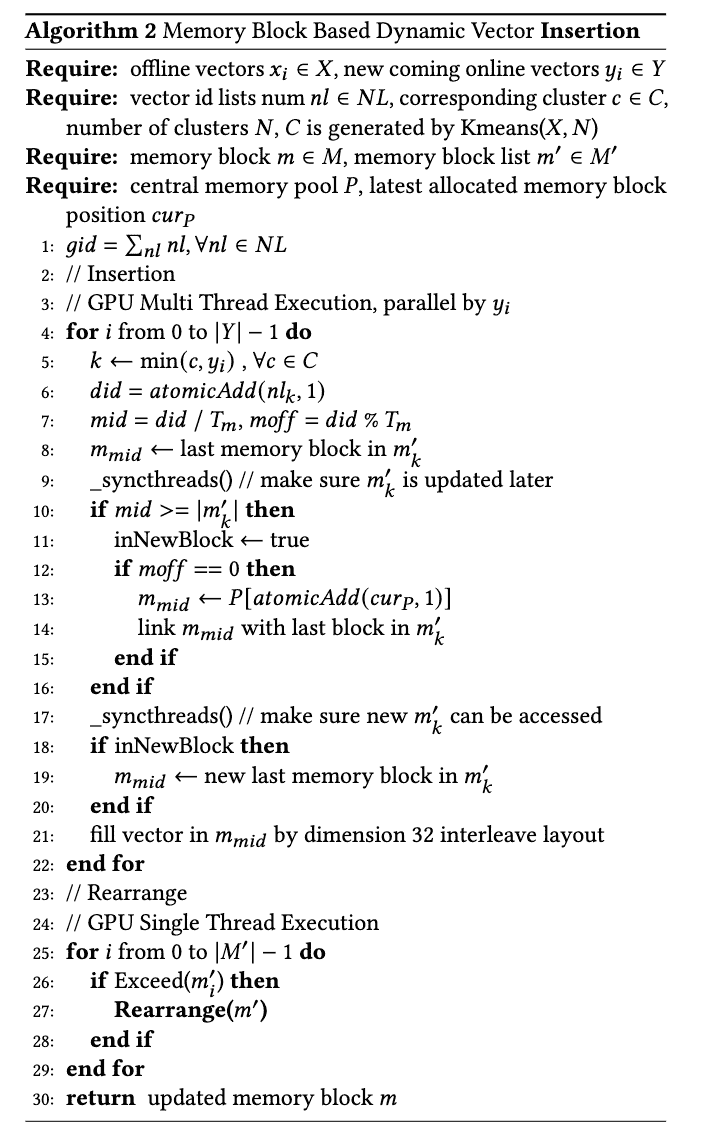 Algorithm 2 Memory Block Based Dynamic Vector Insertion
Require: offline vectors xᵢ ∈ X, new coming online vectors yᵢ ∈ Y
Require: vector id lists num nl ∈ NL, corresponding cluster c ∈ C,
number of clusters N, C is generated by Kmeans(X, N)
Require: memory block m ∈ M, memory block list m′ ∈ M′
Require: central memory pool P, latest allocated memory block
position cur_P
1: gid = ∑_nl nl, ∀nl ∈ NL
2: // Insertion
3: // GPU Multi Thread Execution, parallel by yᵢ
4: for i from 0 to |Y| − 1 do
5: k ← min(c, yᵢ) , ∀c ∈ C
6: did = atomicAdd(nl_k, 1)
7: mid = did / T_m, moff = did % T_m
8: m_mid ← last memory block in m′_k
9: _syncthreads() // make sure m′_k is updated later
10: if mid >= |m′_k| then
11: inNewBlock ← true
12: if moff == 0 then
13: m_mid ← P[atomicAdd(cur_P, 1)]
14: link m_mid with last block in m′_k
15: end if
16: end if
17: _syncthreads() // make sure new m′_k can be accessed
18: if inNewBlock then
19: m_mid ← new last memory block in m′_k
20: end if
21: fill vector in m_mid by dimension 32 interleave layout
22: end for
23: // Rearrange
24: // GPU Single Thread Execution
25: for i from 0 to |M′| − 1 do
26: if Exceed(m′_i) then
27: Rearrange(m′)
28: end if
29: end for
30: return updated memory block m